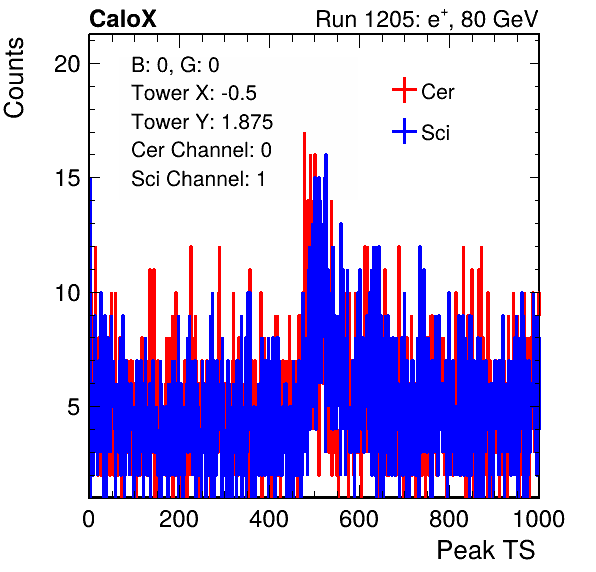 CaloX Run 1205: e⁺, 80 GeV
Counts
20
15
10
5
B: 0, G: 0
Tower X: -0.5
Tower Y: 1.875
Cer Channel: 0
Sci Channel: 1
Cer
Sci
0 200 400 600 800 1000
Peak TS